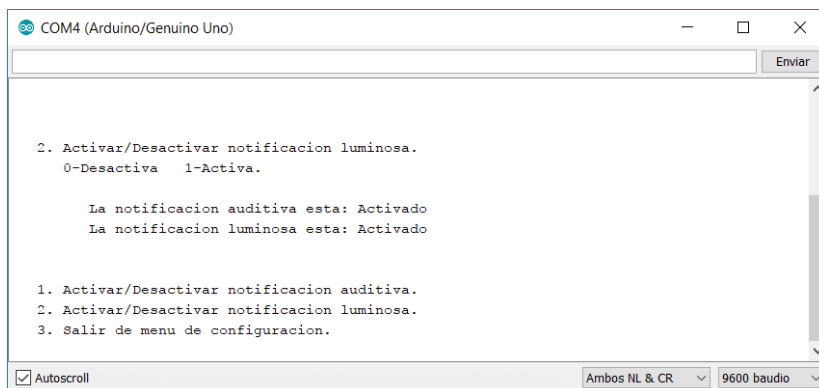 COM4 (Arduino/Genuino Uno)
Enviar
2. Activar/Desactivar notificacion luminosa.
0-Desactiva   1-Activa.
La notificacion auditiva esta: Activado
La notificacion luminosa esta: Activado
1. Activar/Desactivar notificacion auditiva.
2. Activar/Desactivar notificacion luminosa.
3. Salir de menu de configuracion.
Autoscroll
Ambos NL & CR
9600 baudio